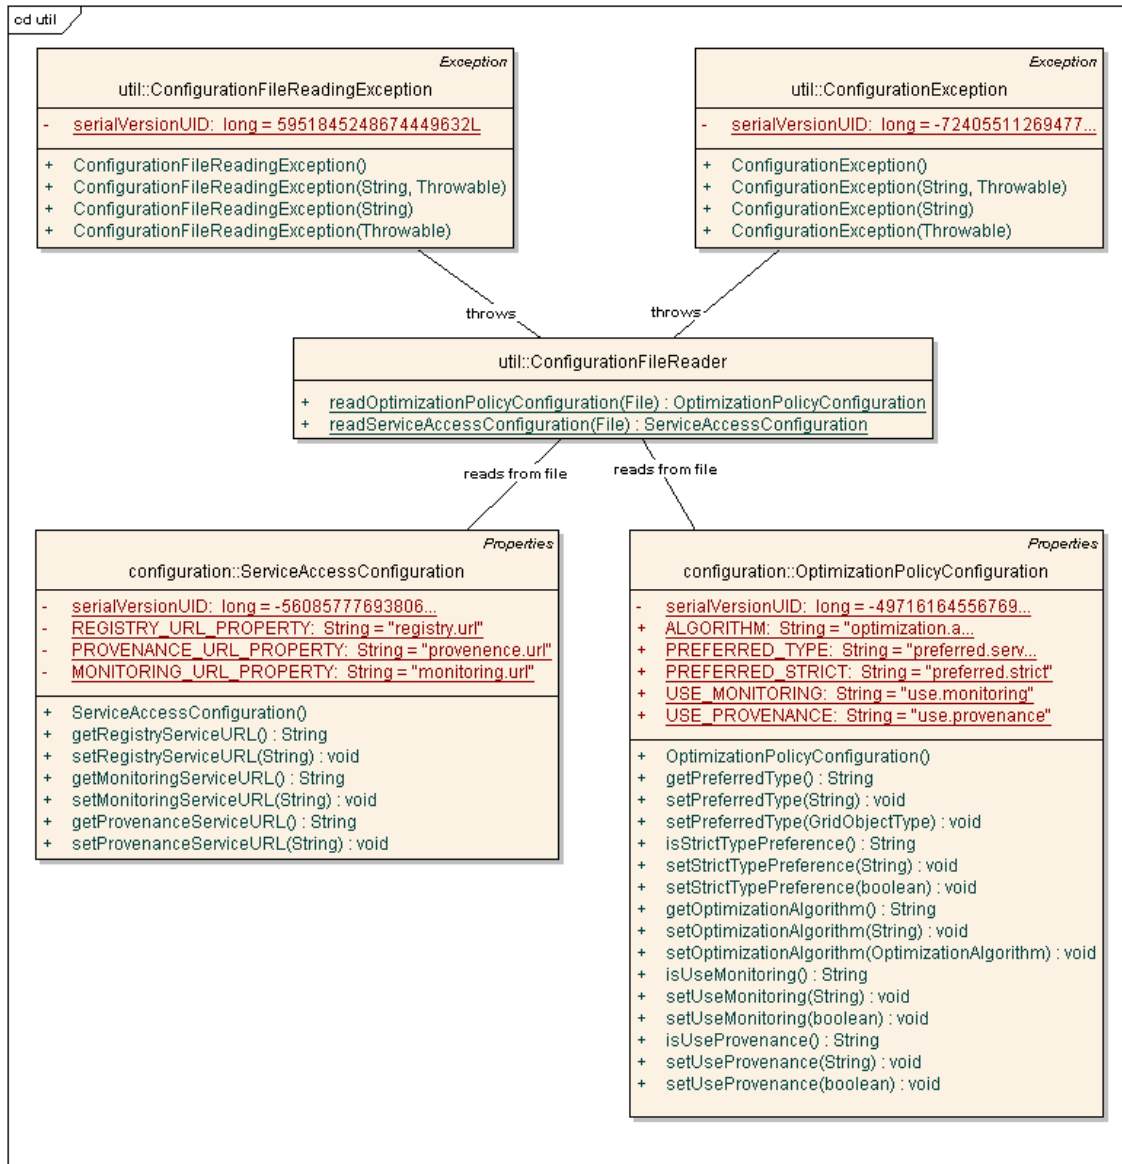 cd util
Exception
util::ConfigurationFileReadingException
- serialVersionUID: long = 5951845248674449632L
+ ConfigurationFileReadingException()
+ ConfigurationFileReadingException(String, Throwable)
+ ConfigurationFileReadingException(String)
+ ConfigurationFileReadingException(Throwable)
Exception
util::ConfigurationException
- serialVersionUID: long = -72405511269477...
+ ConfigurationException()
+ ConfigurationException(String, Throwable)
+ ConfigurationException(String)
+ ConfigurationException(Throwable)
throws
throws
util::ConfigurationFileReader
+ readOptimizationPolicyConfiguration(File) : OptimizationPolicyConfiguration
+ readServiceAccessConfiguration(File) : ServiceAccessConfiguration
reads from file
reads from file
Properties
configuration::ServiceAccessConfiguration
- serialVersionUID: long = -56085777693806...
- REGISTRY_URL_PROPERTY: String = "registry.url"
- PROVENANCE_URL_PROPERTY: String = "provenence.url"
- MONITORING_URL_PROPERTY: String = "monitoring.url"
+ ServiceAccessConfiguration()
+ getRegistryServiceURL() : String
+ setRegistryServiceURL(String) : void
+ getMonitoringServiceURL() : String
+ setMonitoringServiceURL(String) : void
+ getProvenanceServiceURL() : String
+ setProvenanceServiceURL(String) : void
Properties
configuration::OptimizationPolicyConfiguration
- serialVersionUID: long = -49716164556769...
+ ALGORITHM: String = "optimization.a...
+ PREFERRED_TYPE: String = "preferred.serv...
+ PREFERRED_STRICT: String = "preferred.strict"
+ USE_MONITORING: String = "use.monitoring"
+ USE_PROVENANCE: String = "use.provenance"
+ OptimizationPolicyConfiguration()
+ getPreferredType() : String
+ setPreferredType(String) : void
+ setPreferredType(GridObjectType) : void
+ isStrictTypePreference() : String
+ setStrictTypePreference(String) : void
+ setStrictTypePreference(boolean) : void
+ getOptimizationAlgorithm() : String
+ setOptimizationAlgorithm(String) : void
+ setOptimizationAlgorithm(OptimizationAlgorithm) : void
+ isUseMonitoring() : String
+ setUseMonitoring(String) : void
+ setUseMonitoring(boolean) : void
+ isUseProvenance() : String
+ setUseProvenance(String) : void
+ setUseProvenance(boolean) : void